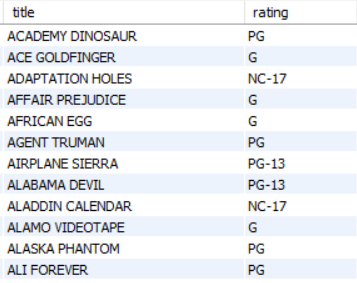 title rating
ACADEMY DINOSAUR PG
ACE GOLDFINGER G
ADAPTATION HOLES NC-17
AFFAIR PREJUDICE G
AFRICAN EGG G
AGENT TRUMAN PG
AIRPLANE SIERRA PG-13
ALABAMA DEVIL PG-13
ALADDIN CALENDAR NC-17
ALAMO VIDEOTAPE G
ALASKA PHANTOM PG
ALI FOREVER PG